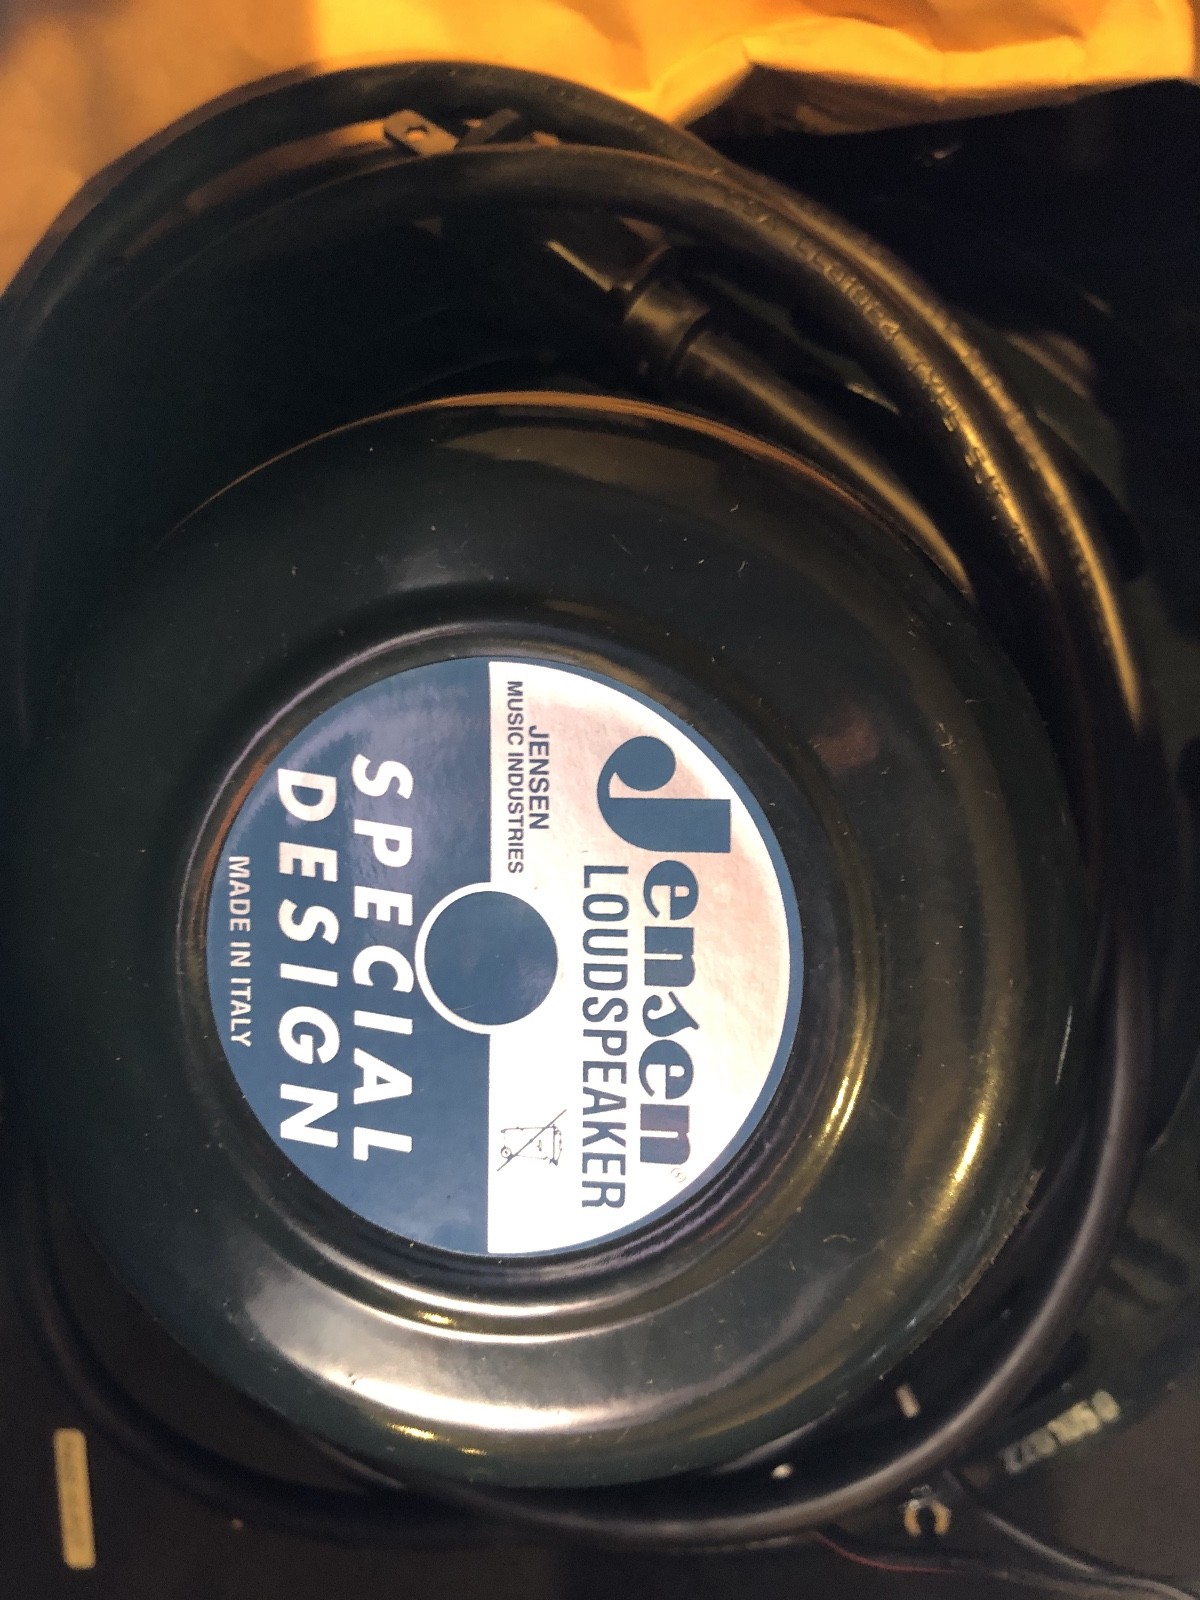 Jensen®
LOUDSPEAKER
JENSEN
MUSIC INDUSTRIES
SPECIAL
DESIGN
MADE IN ITALY